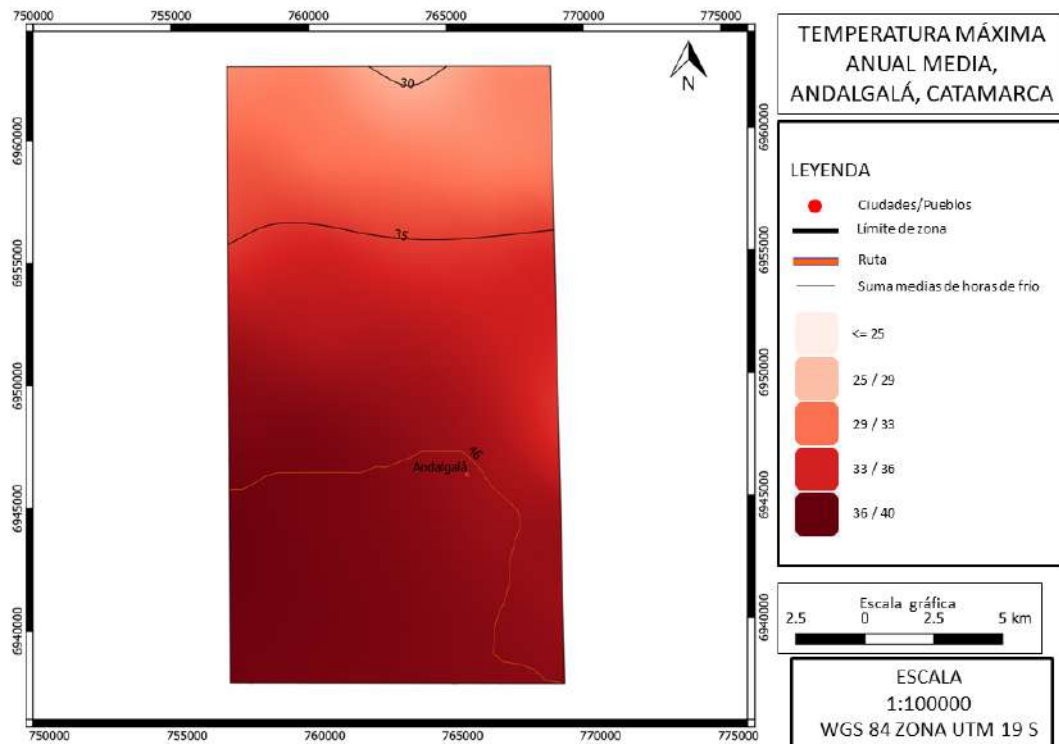 750000 755000 760000 765000 770000 775000
TEMPERATURA MÁXIMA
ANUAL MEDIA,
ANDALGALÁ, CATAMARCA
N
30
35
46
Andalgalá
6960000 6960000
6955000 6955000
6950000 6950000
6945000 6945000
6940000 6940000
750000 755000 760000 765000 770000 775000
LEYENDA
Ciudades/Pueblos
Límite de zona
Ruta
Suma medias de horas de frio
<= 25
25 / 29
29 / 33
33 / 36
36 / 40
Escala gráfica
2.5 0 2.5 5 km
ESCALA
1:100000
WGS 84 ZONA UTM 19 S